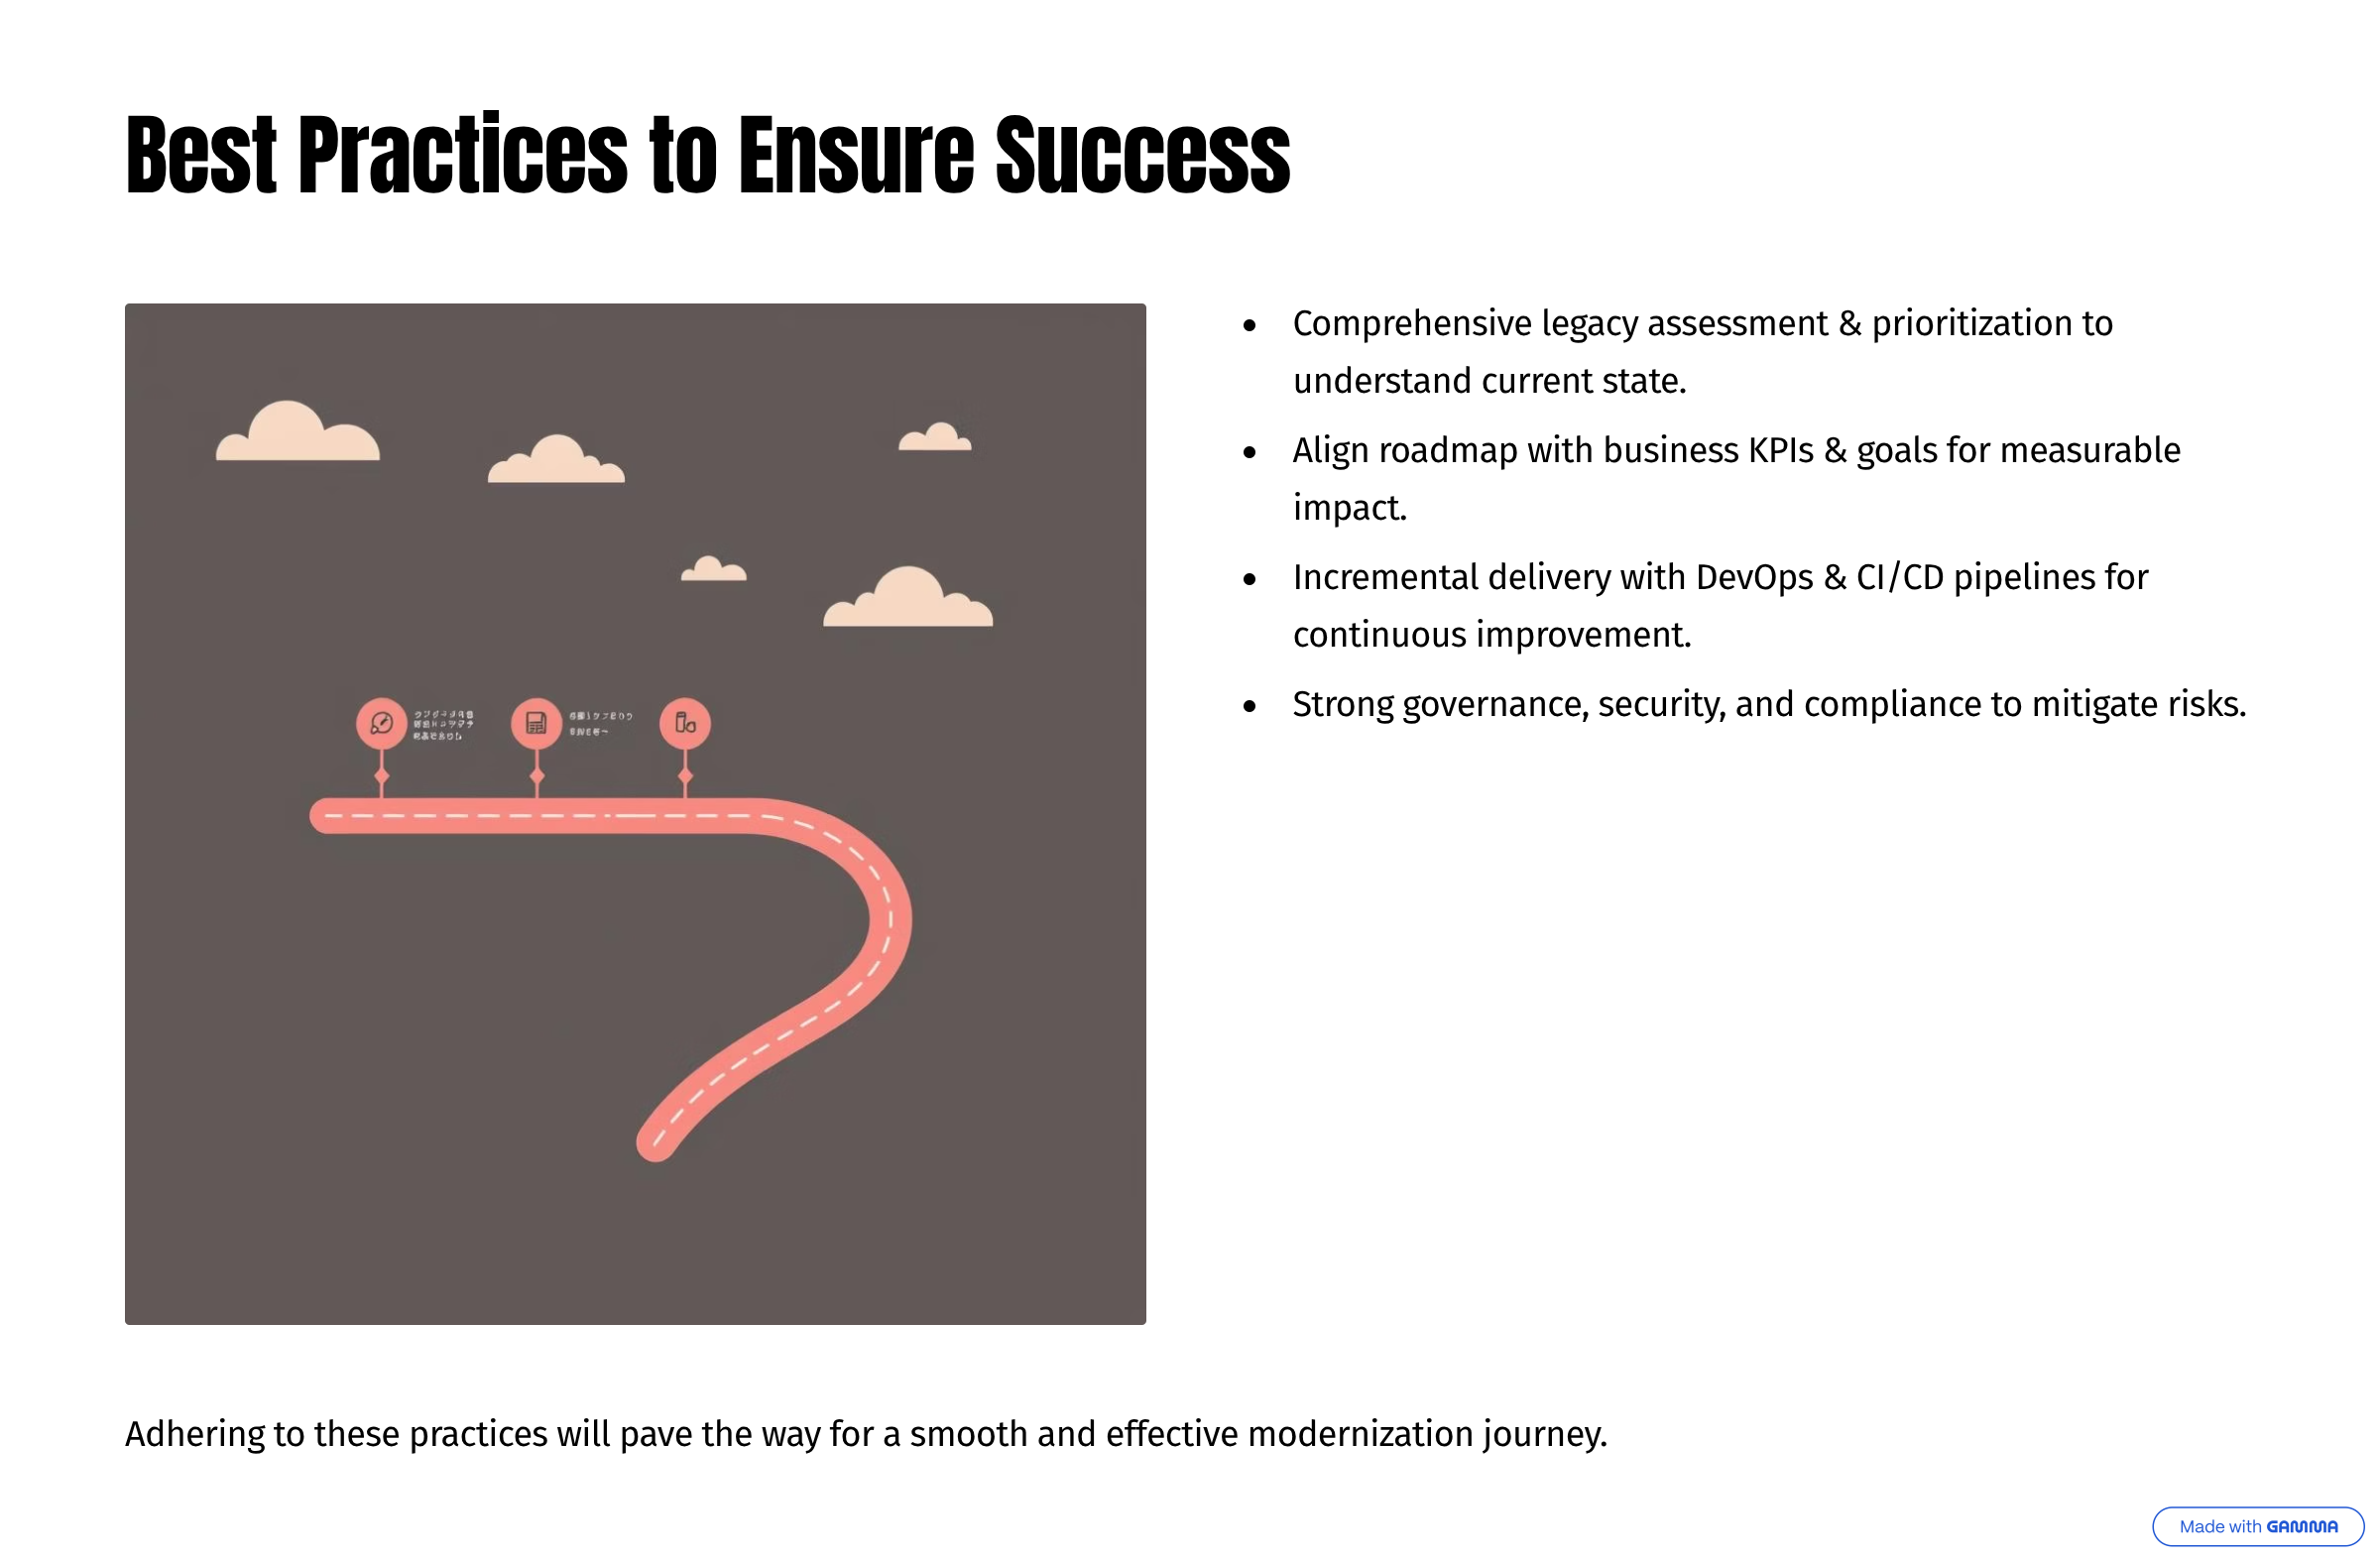 Best Practices to Ensure Success
• Comprehensive legacy assessment & prioritization to
understand current state.
• Align roadmap with business KPIs & goals for measurable
impact.
• Incremental delivery with DevOps & CI/CD pipelines for
continuous improvement.
• Strong governance, security, and compliance to mitigate risks.
Adhering to these practices will pave the way for a smooth and effective modernization journey.
Made with GAMMA